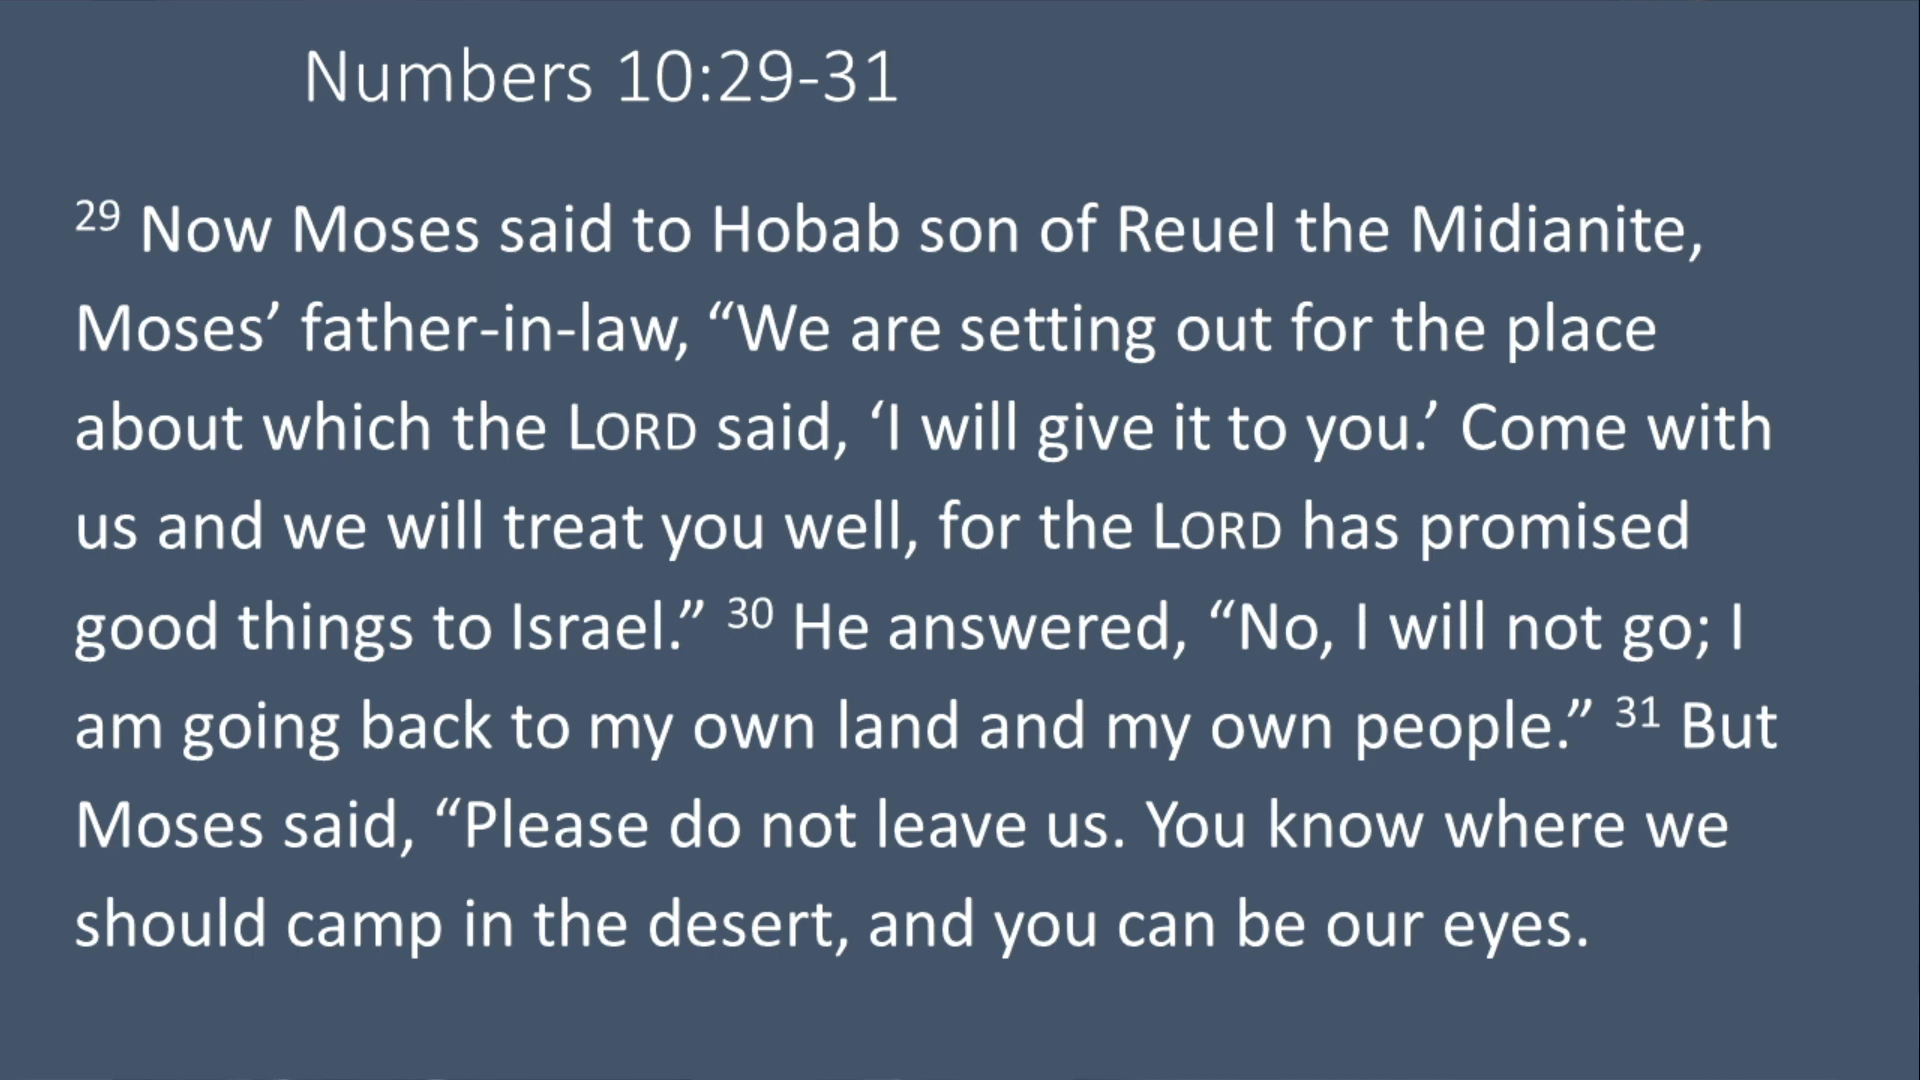 Numbers 10:29-31
29 Now Moses said to Hobab son of Reuel the Midianite,
Moses’ father-in-law, “We are setting out for the place
about which the LORD said, ‘I will give it to you.’ Come with
us and we will treat you well, for the LORD has promised
good things to Israel.” 30 He answered, “No, I will not go; I
am going back to my own land and my own people.” 31 But
Moses said, “Please do not leave us. You know where we
should camp in the desert, and you can be our eyes.